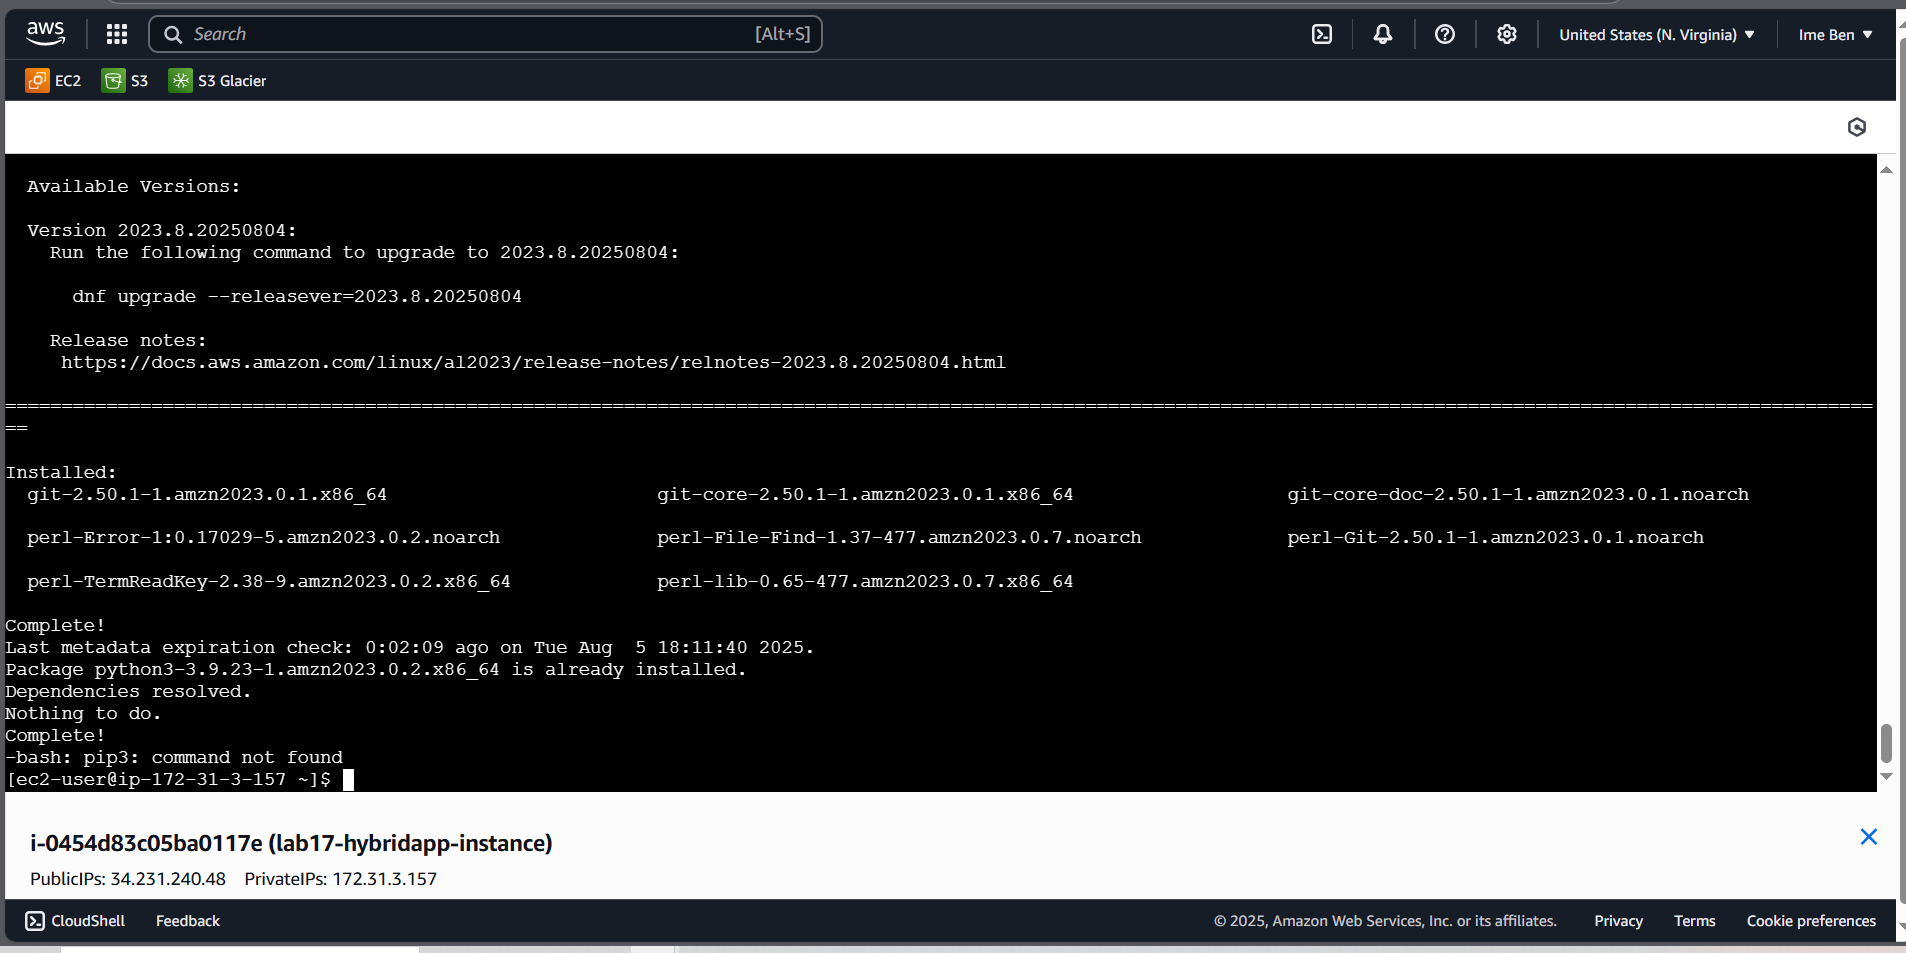 aws
Search
[Alt+S]
United States (N. Virginia) ▼
Ime Ben ▼
EC2
S3
S3 Glacier
Available Versions:
Version 2023.8.20250804:
Run the following command to upgrade to 2023.8.20250804:
dnf upgrade --releasever=2023.8.20250804
Release notes:
https://docs.aws.amazon.com/linux/al2023/release-notes/relnotes-2023.8.20250804.html
======================================================================================================================================================================
==
Installed:
git-2.50.1-1.amzn2023.0.1.x86_64 git-core-2.50.1-1.amzn2023.0.1.x86_64 git-core-doc-2.50.1-1.amzn2023.0.1.noarch
perl-Error-1:0.17029-5.amzn2023.0.2.noarch perl-File-Find-1.37-477.amzn2023.0.7.noarch perl-Git-2.50.1-1.amzn2023.0.1.noarch
perl-TermReadKey-2.38-9.amzn2023.0.2.x86_64 perl-lib-0.65-477.amzn2023.0.7.x86_64
Complete!
Last metadata expiration check: 0:02:09 ago on Tue Aug  5 18:11:40 2025.
Package python3-3.9.23-1.amzn2023.0.2.x86_64 is already installed.
Dependencies resolved.
Nothing to do.
Complete!
-bash: pip3: command not found
[ec2-user@ip-172-31-3-157 ~]$
i-0454d83c05ba0117e (lab17-hybridapp-instance)
PublicIPs: 34.231.240.48 PrivateIPs: 172.31.3.157
CloudShell
Feedback
© 2025, Amazon Web Services, Inc. or its affiliates.
Privacy
Terms
Cookie preferences